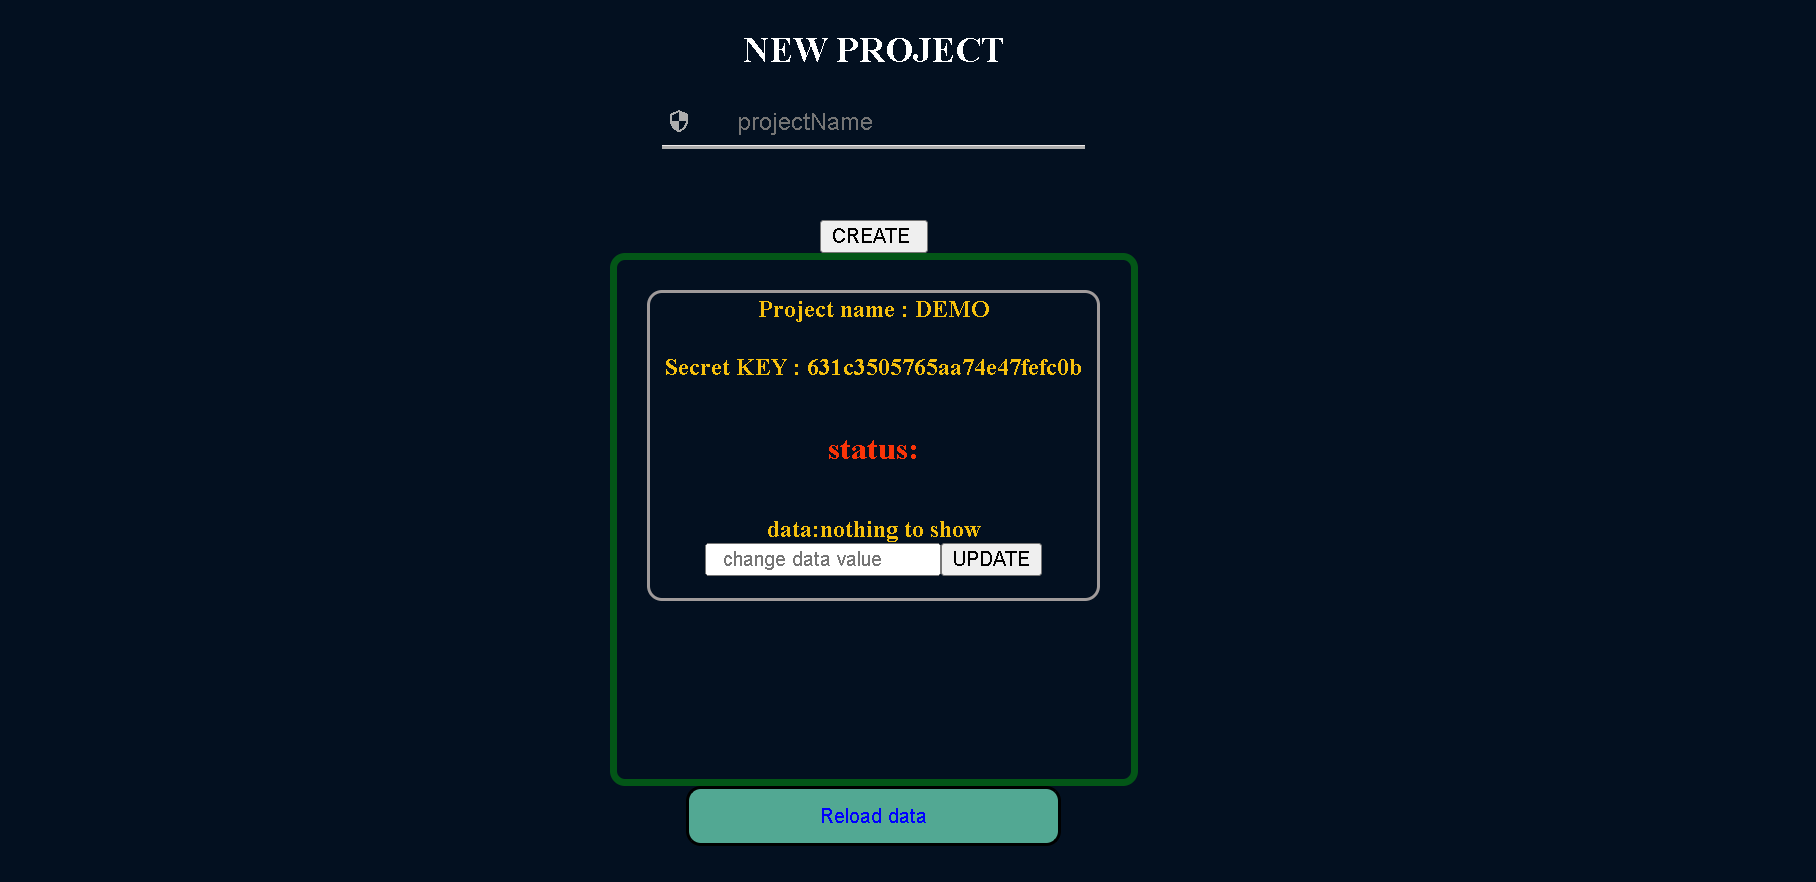 NEW PROJECT
projectName
CREATE
Project name : DEMO
Secret KEY : 631c3505765aa74e47fefc0b
status:
data:nothing to show
change data value UPDATE
Reload data